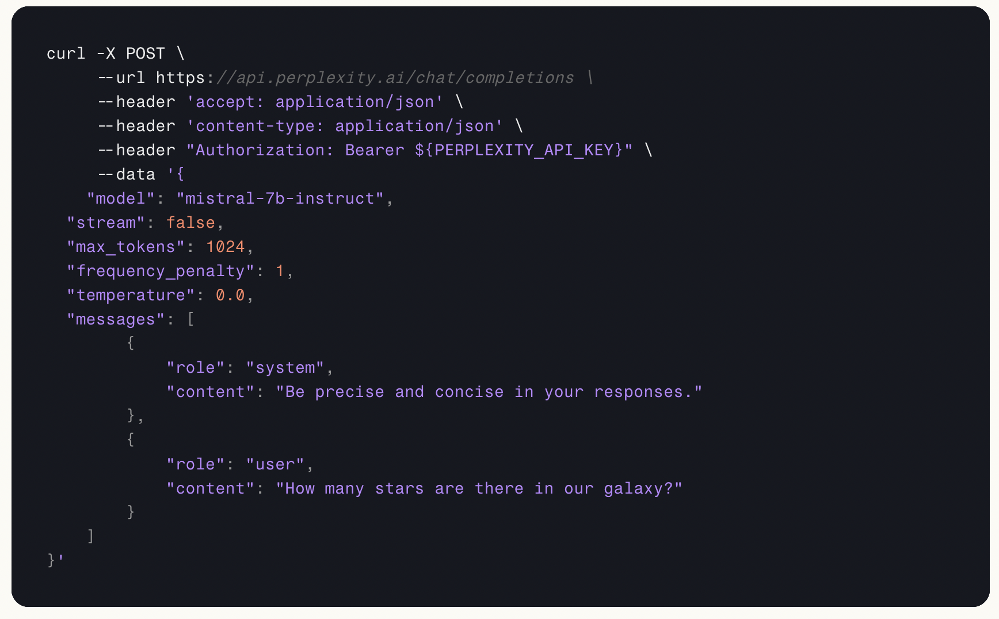 curl -X POST \
     --url https://api.perplexity.ai/chat/completions \
     --header 'accept: application/json' \
     --header 'content-type: application/json' \
     --header "Authorization: Bearer ${PERPLEXITY_API_KEY}" \
     --data '{
    "model": "mistral-7b-instruct",
  "stream": false,
  "max_tokens": 1024,
  "frequency_penalty": 1,
  "temperature": 0.0,
  "messages": [
        {
            "role": "system",
            "content": "Be precise and concise in your responses."
        },
        {
            "role": "user",
            "content": "How many stars are there in our galaxy?"
        }
    ]
}'